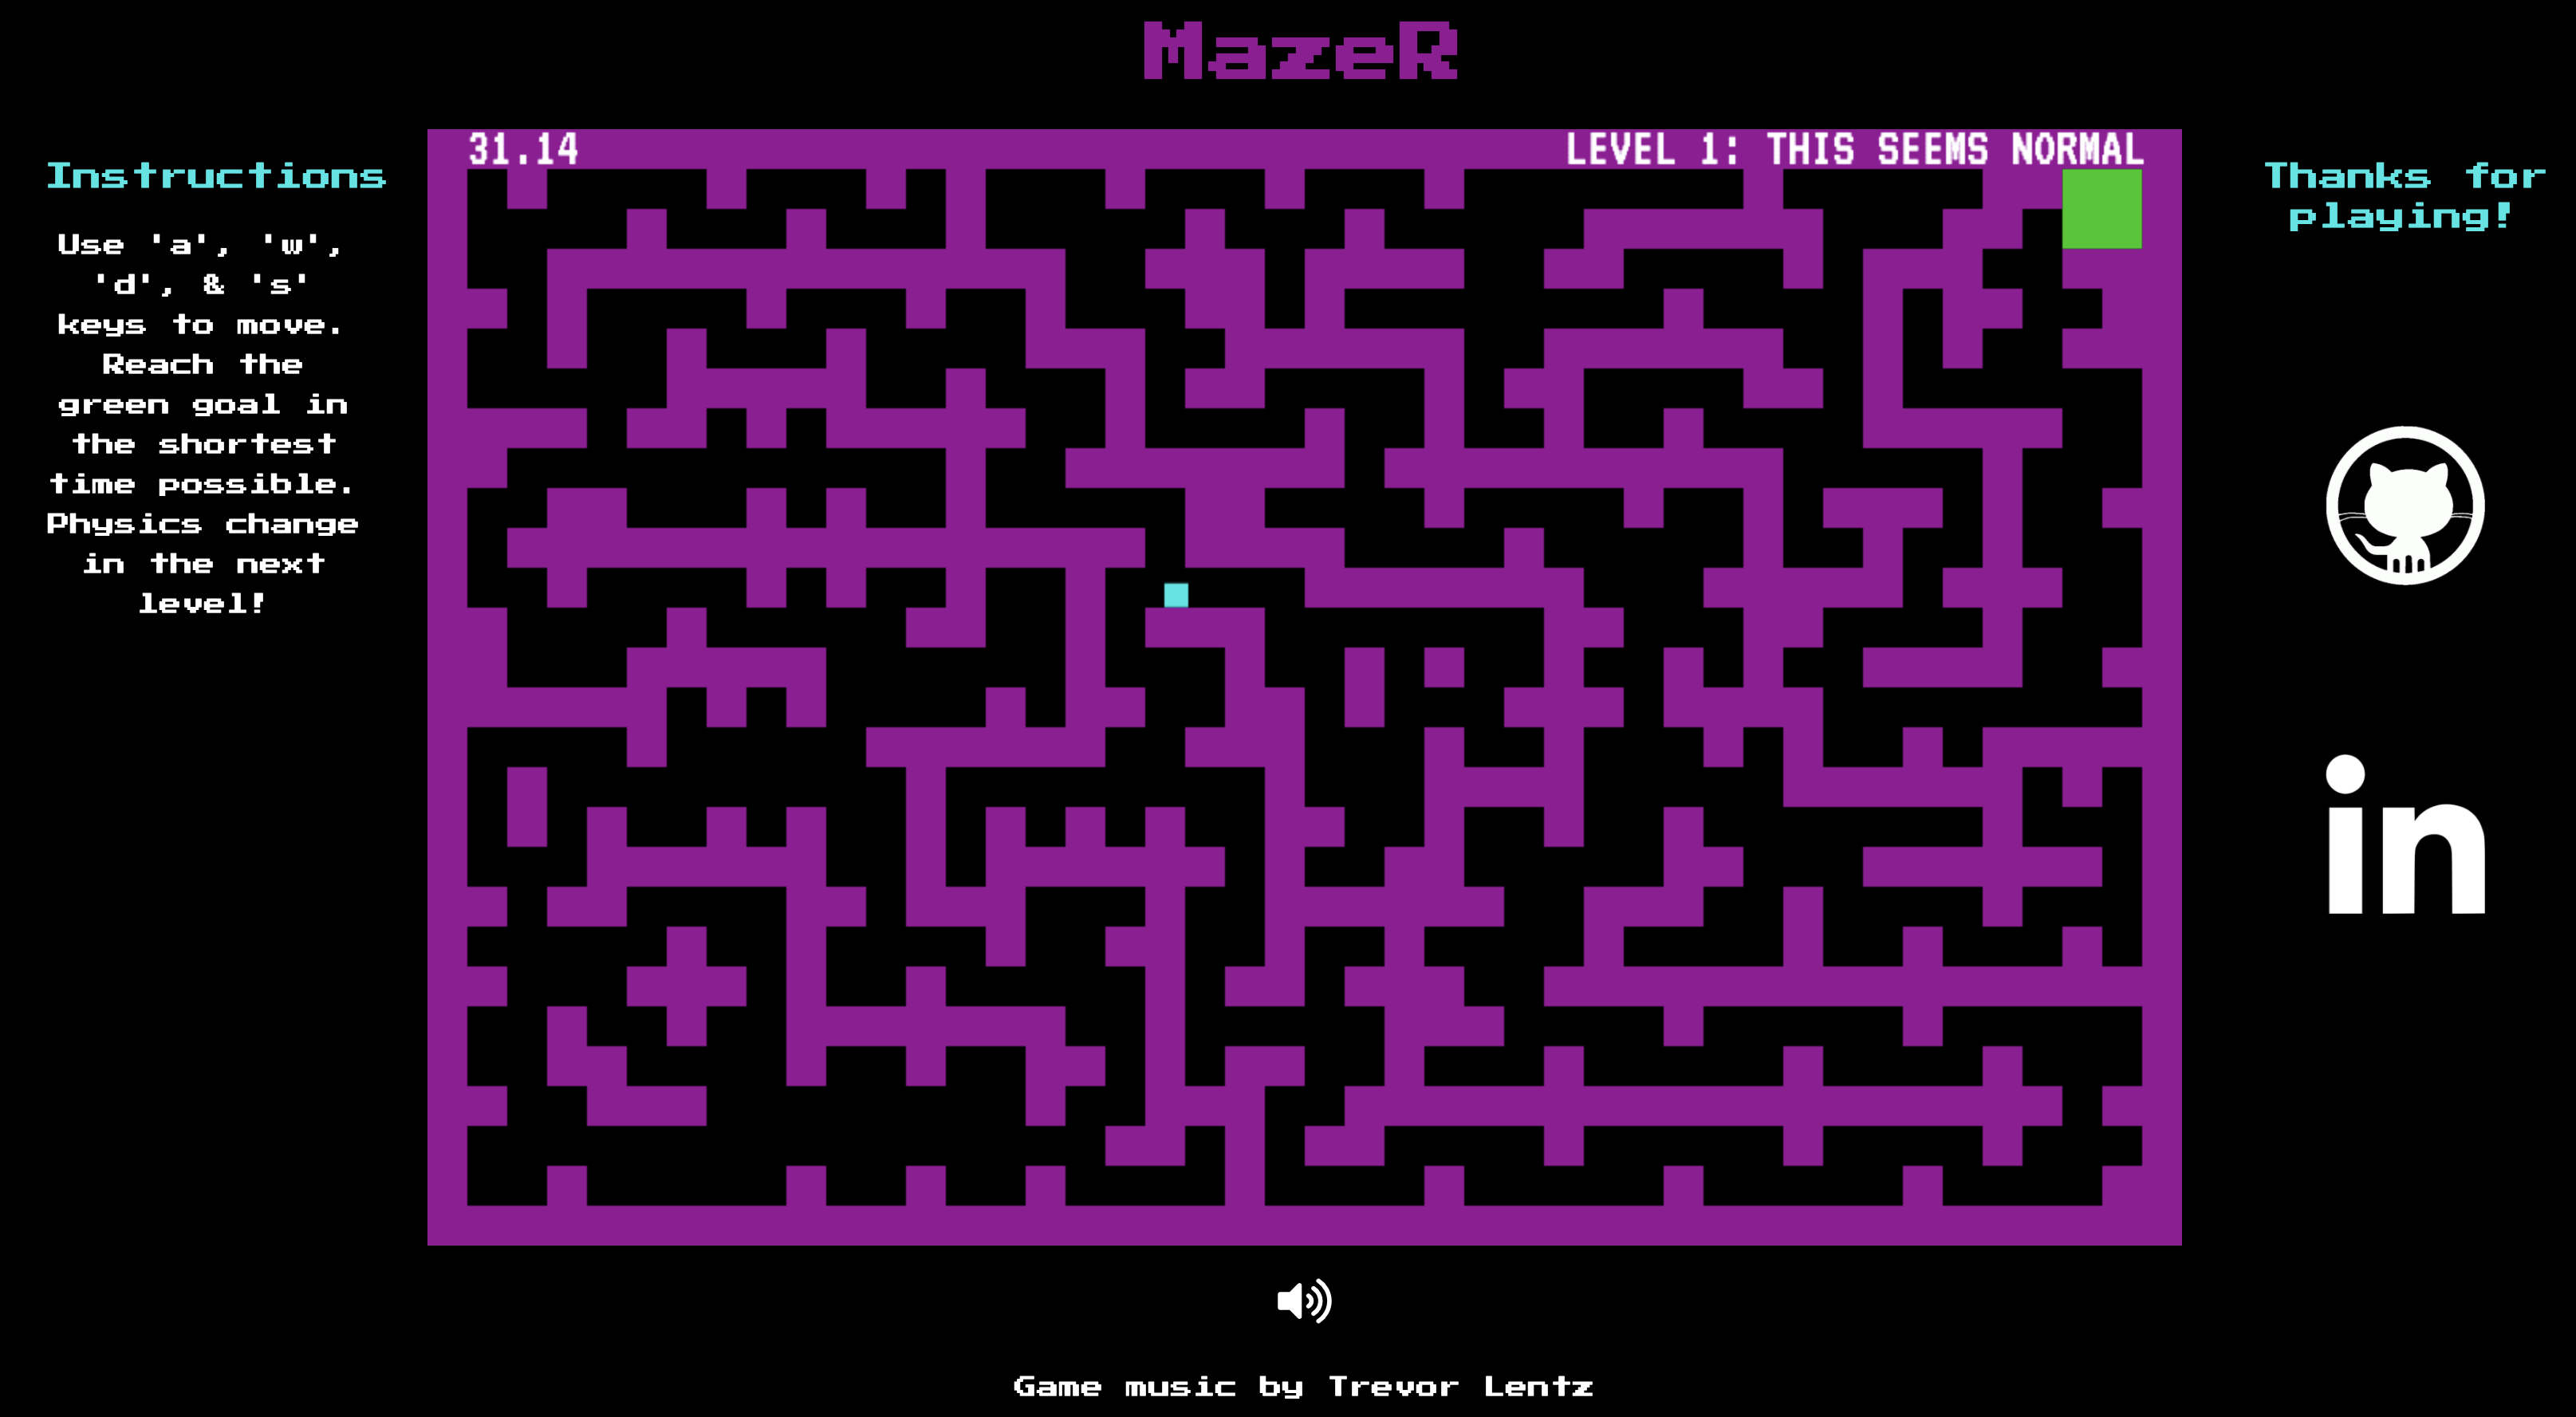 MazeR
31.14
LEVEL 1: THIS SEEMS NORMAL
Instructions
Use 'a', 'w',
'd', & 's'
keys to move.
Reach the
green goal in
the shortest
time possible.
Physics change
in the next
level!
Thanks for
playing!
in
Game music by Trevor Lentz